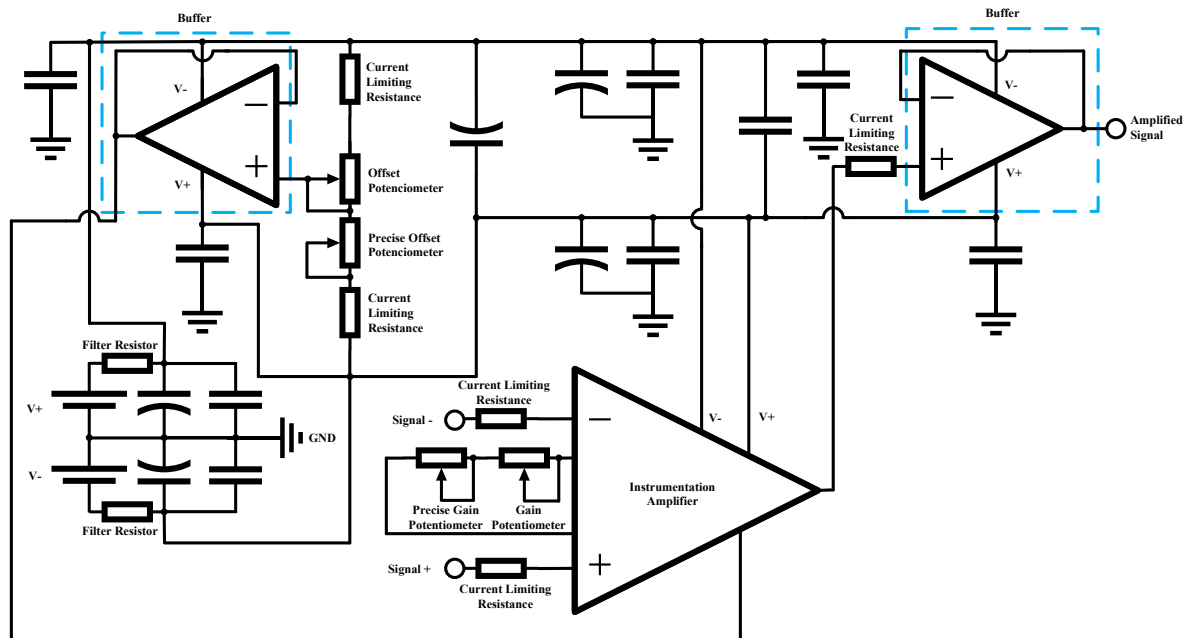 Buffer
Buffer
V-
Current
Limiting
Resistance
V-
Amplified
Signal
Current
Limiting
Resistance
V+
Offset
Potenciometer
V+
Precise Offset
Potenciometer
Current
Limiting
Resistance
Filter Resistor
V+
GND
V-
Filter Resistor
Current Limiting
Resistance
Signal -
V-
V+
Instrumentation
Amplifier
Precise Gain
Potentiometer
Gain
Potentiometer
Signal +
Current Limiting
Resistance